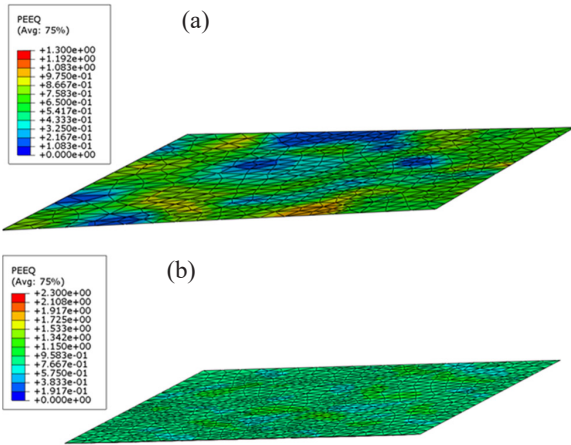 (a)
PEEQ
(Avg: 75%)
+1.300e+00
+1.192e+00
+1.083e+00
+9.750e-01
+8.667e-01
+7.583e-01
+6.500e-01
+5.417e-01
+4.333e-01
+3.250e-01
+2.167e-01
+1.083e-01
+0.000e+00
(b)
PEEQ
(Avg: 75%)
+2.300e+00
+2.108e+00
+1.917e+00
+1.725e+00
+1.533e+00
+1.342e+00
+1.150e+00
+9.583e-01
+7.667e-01
+5.750e-01
+3.833e-01
+1.917e-01
+0.000e+00